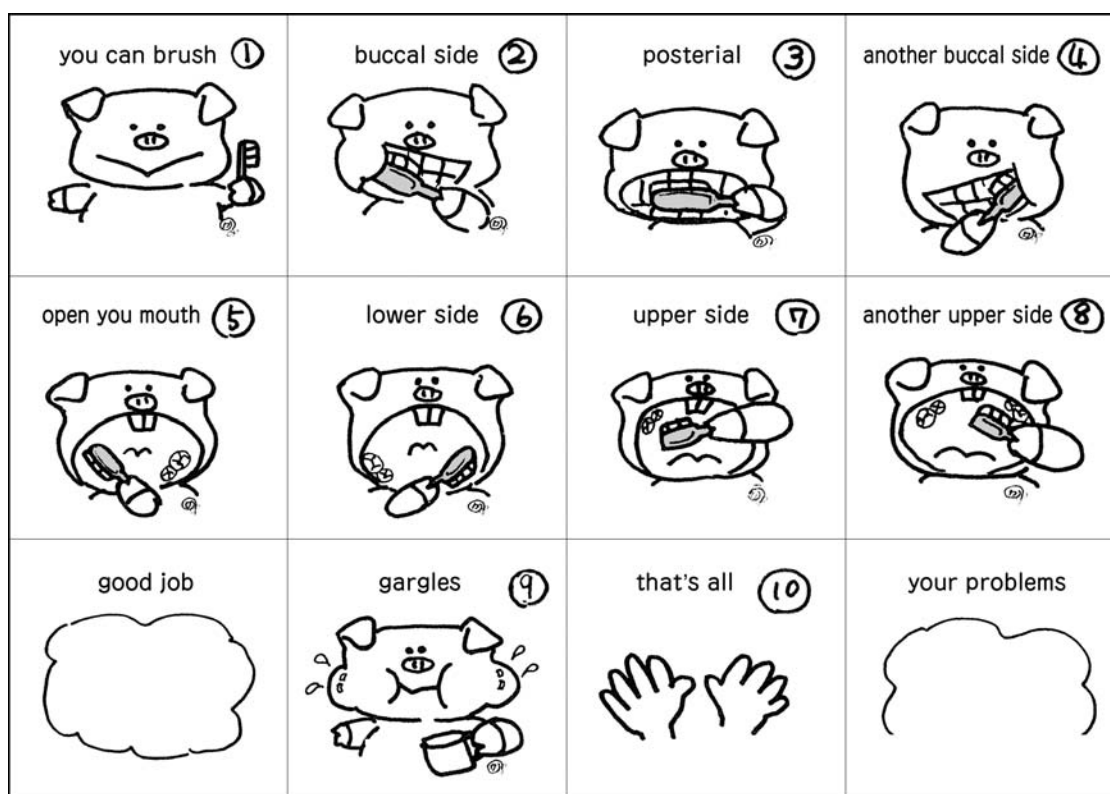 you can brush ①
buccal side ②
posterial ③
another buccal side ④
open you mouth ⑤
lower side ⑥
upper side ⑦
another upper side ⑧
good job
gargles ⑨
that's all ⑩
your problems